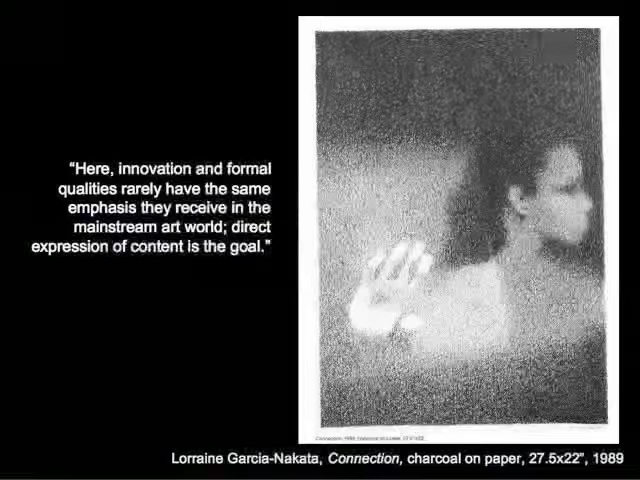 “Here, innovation and formal
qualities rarely have the same
emphasis they receive in the
mainstream art world; direct
expression of content is the goal.”
Lorraine Garcia-Nakata, Connection, charcoal on paper, 27.5x22”, 1989